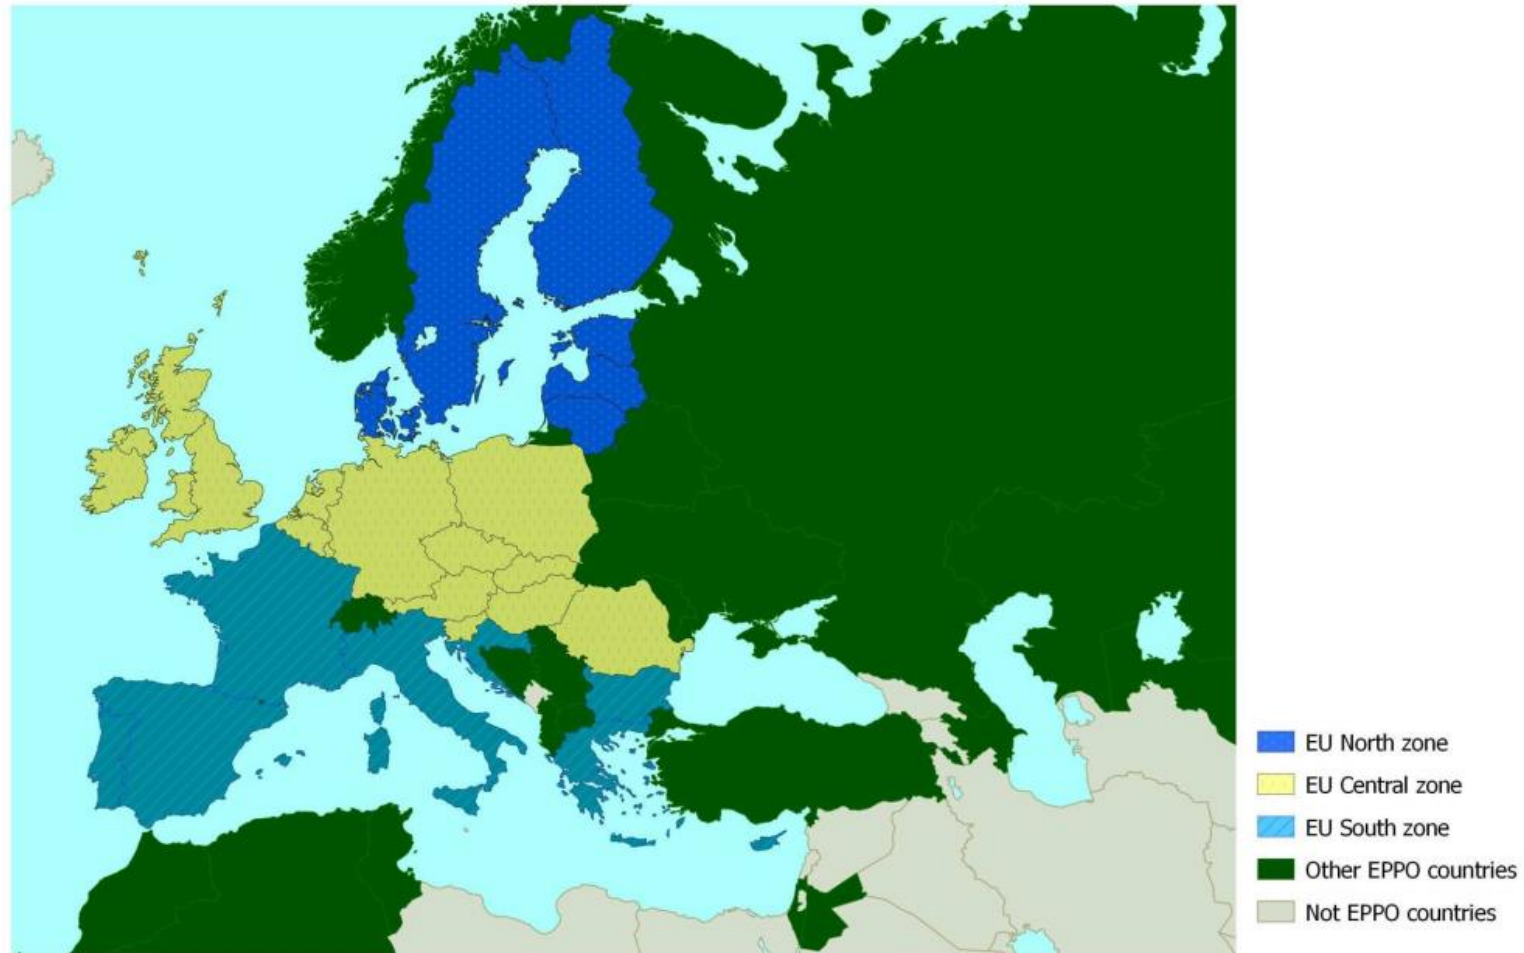 EU North zone
EU Central zone
EU South zone
Other EPPO countries
Not EPPO countries